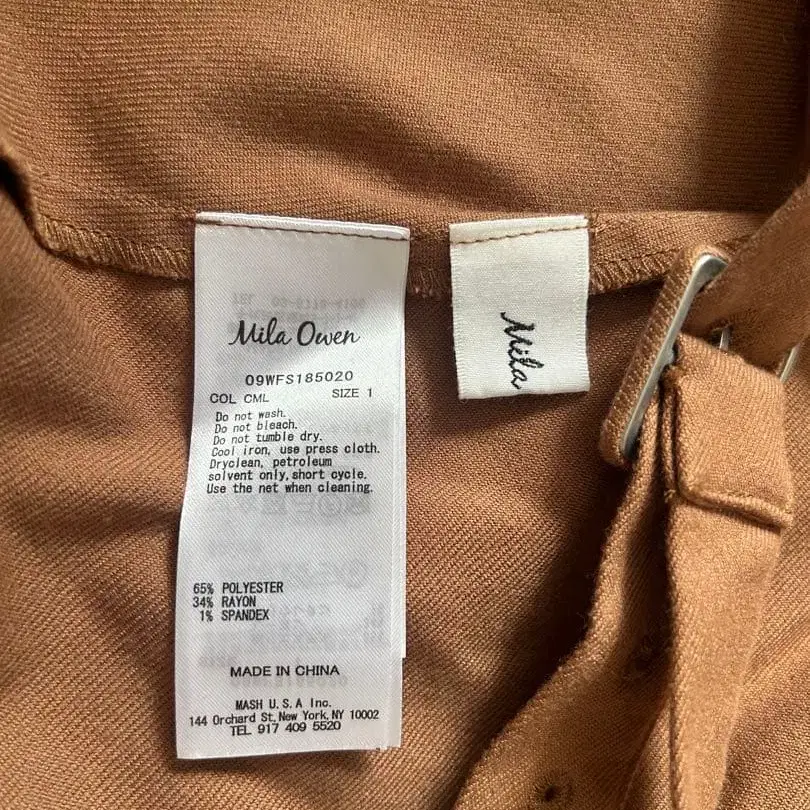 Mila Owen
09WFS185020
COL CML SIZE 1
Do not wash.
Do not bleach.
Do not tumble dry.
Cool iron, use press cloth.
Dryclean, petroleum
solvent only,short cycle.
Use the net when cleaning.
65% POLYESTER
34% RAYON
1% SPANDEX
MADE IN CHINA
MASH U.S.A Inc.
144 Orchard St, New York, NY 10002
TEL 917 409 5520
Mila